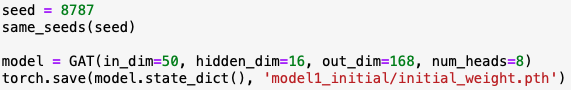 seed = 8787
same_seeds(seed)
model = GAT(in_dim=50, hidden_dim=16, out_dim=168, num_heads=8)
torch.save(model.state_dict(), 'model1_initial/initial_weight.pth')